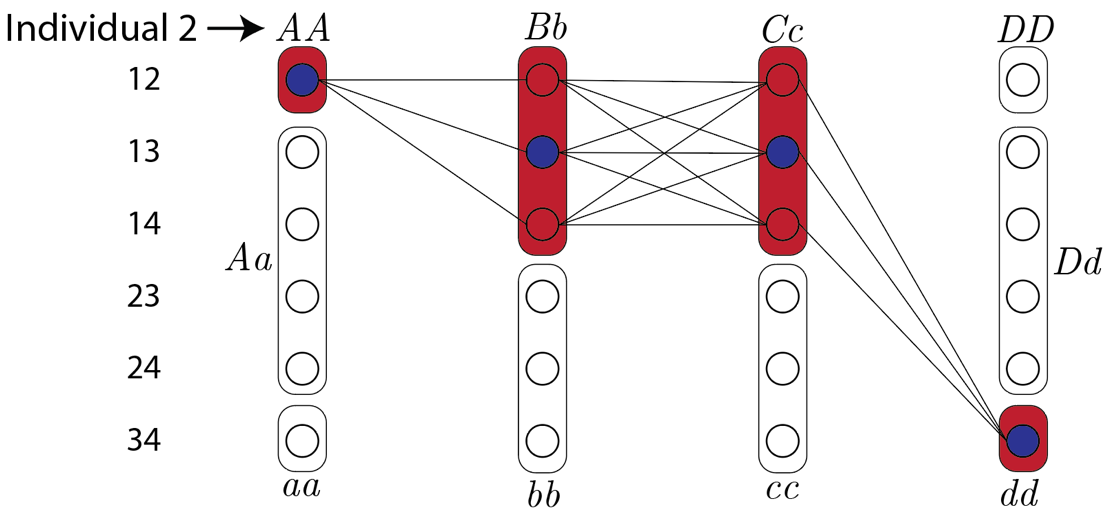 Individual 2 → AA Bb Cc DD
12
13
14
Aa Dd
23
24
34
aa bb cc dd